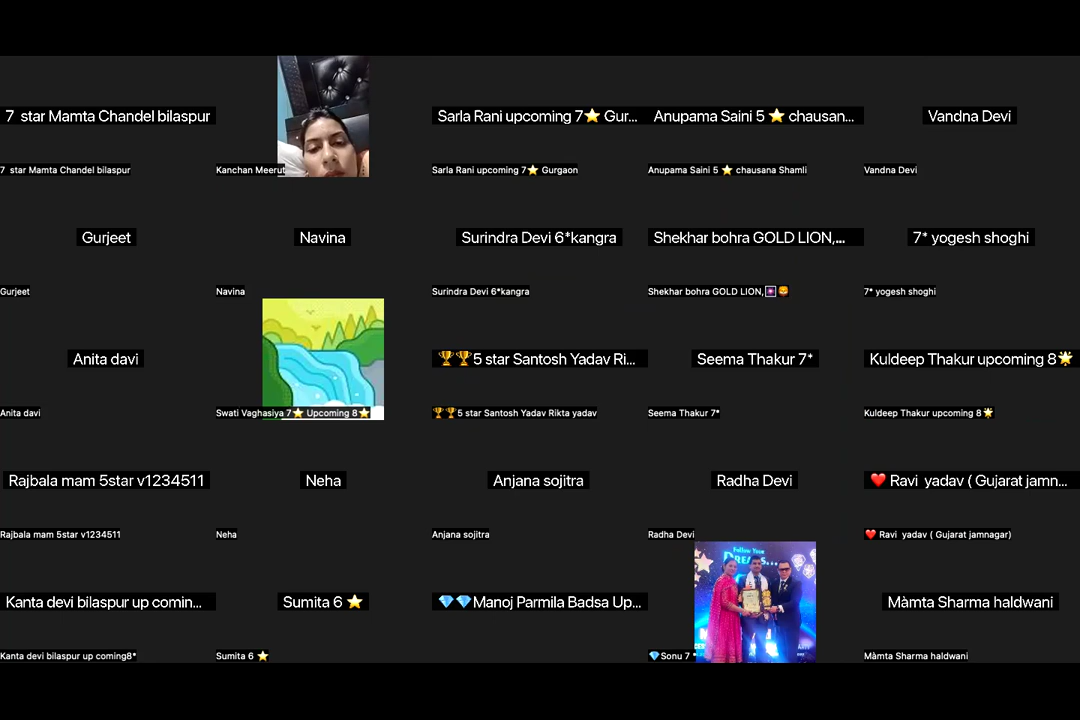 7 star Mamta Chandel bilaspur
7 star Mamta Chandel bilaspur
Kanchan Meerut
Sarla Rani upcoming 7⭐ Gur...
Sarla Rani upcoming 7⭐ Gurgaon
Anupama Saini 5 ⭐ chausan...
Anupama Saini 5 ⭐ chausana Shamli
Vandna Devi
Vandna Devi
Gurjeet
Gurjeet
Navina
Navina
Surindra Devi 6*kangra
Surindra Devi 6*kangra
Shekhar bohra GOLD LION,...
Shekhar bohra GOLD LION,🎆🦁
7* yogesh shoghi
7* yogesh shoghi
Anita davi
Anita davi
Swati Vaghasiya 7⭐ Upcoming 8⭐
🏆🏆5 star Santosh Yadav Ri...
🏆🏆5 star Santosh Yadav Rikta yadav
Seema Thakur 7*
Seema Thakur 7*
Kuldeep Thakur upcoming 8🌟
Kuldeep Thakur upcoming 8🌟
Rajbala mam 5star v1234511
Rajbala mam 5star v1234511
Neha
Neha
Anjana sojitra
Anjana sojitra
Radha Devi
Radha Devi
❤️ Ravi yadav ( Gujarat jamn...
❤️ Ravi yadav ( Gujarat jamnagar)
Kanta devi bilaspur up comin...
Kanta devi bilaspur up coming8*
Sumita 6 ⭐
Sumita 6 ⭐
💎💎Manoj Parmila Badsa Up...
Follow Your
DREAMS...
💎Sonu 7 *
Màmta Sharma haldwani
Màmta Sharma haldwani